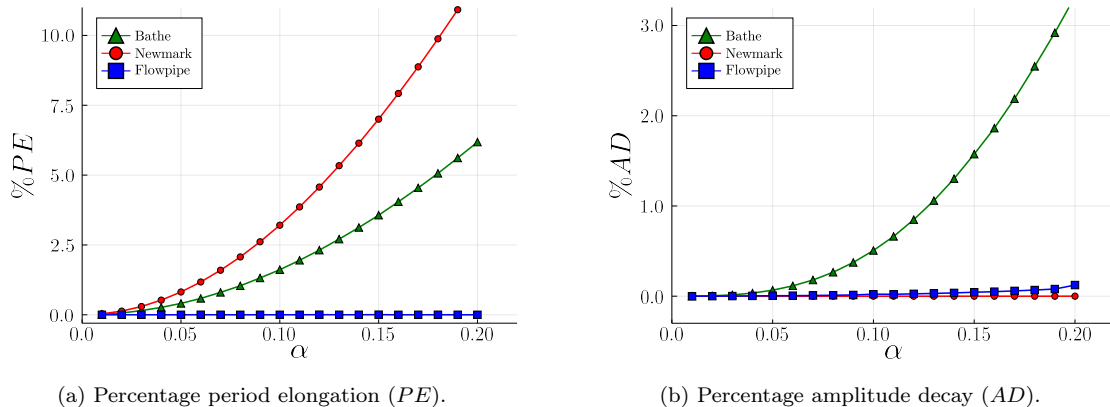 10.0
7.5
5.0
2.5
0.0
%PE
Bathe
Newmark
Flowpipe
0.0 0.05 0.10 0.15 0.20
α
(a) Percentage period elongation (PE).
3.0
2.0
1.0
0.0
%AD
Bathe
Newmark
Flowpipe
0.0 0.05 0.10 0.15 0.20
α
(b) Percentage amplitude decay (AD).